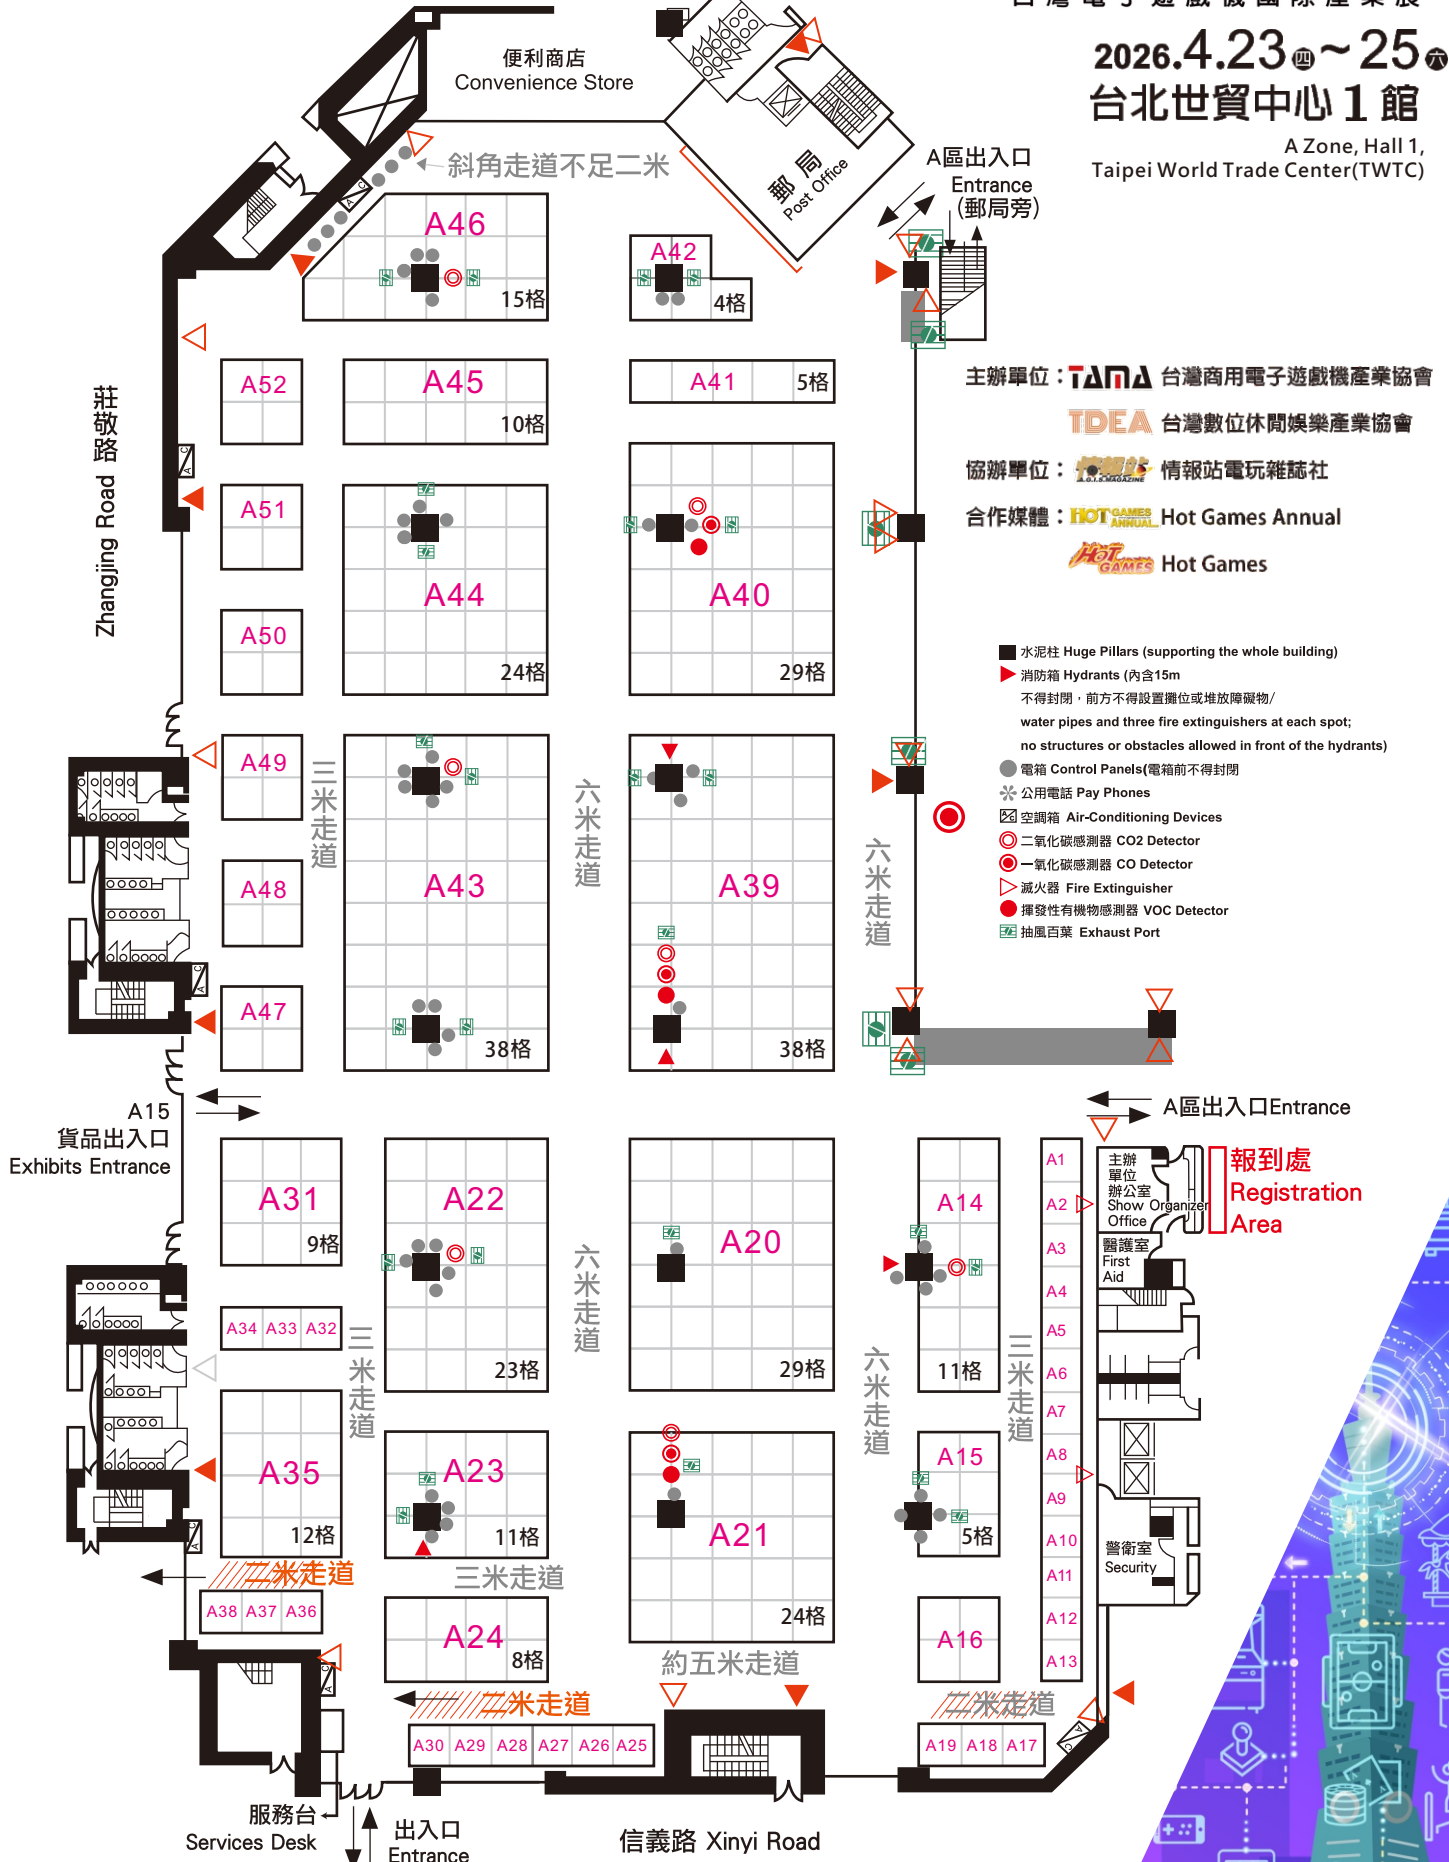 台灣電子遊戲機國際產業展
2026.4.23㊃~25㊅
台北世貿中心1館
A Zone, Hall 1,
Taipei World Trade Center(TWTC)
便利商店
Convenience Store
郵局
Post Office
A區出入口
Entrance
(郵局旁)
斜角走道不足二米
A46
15格
A42
4格
A52
A45
10格
A41
5格
莊敬路 Zhangjing Road
A51
A44
24格
A40
29格
A50
主辦單位：TAMA 台灣商用電子遊戲機產業協會
TDEA 台灣數位休閒娛樂產業協會
協辦單位：情報站 A.G.I.S.MAGAZINE 情報站電玩雜誌社
合作媒體：HOT GAMES ANNUAL Hot Games Annual
HOT GAMES Hot Games
水泥柱 Huge Pillars (supporting the whole building)
消防箱 Hydrants (內含15m
不得封閉，前方不得設置攤位或堆放障礙物/
water pipes and three fire extinguishers at each spot;
no structures or obstacles allowed in front of the hydrants)
電箱 Control Panels(電箱前不得封閉
公用電話 Pay Phones
空調箱 Air-Conditioning Devices
二氧化碳感測器 CO2 Detector
一氧化碳感測器 CO Detector
滅火器 Fire Extinguisher
揮發性有機物感測器 VOC Detector
抽風百葉 Exhaust Port
A49
三米走道
A43
38格
六米走道
A39
38格
六米走道
A48
A47
A15
貨品出入口
Exhibits Entrance
A區出入口Entrance
A31
9格
A22
23格
六米走道
A20
29格
A14
11格
六米走道
三米走道
A1
A2
A3
A4
A5
A6
A7
A8
A9
A10
A11
A12
A13
主辦
單位
辦公室
Show Organizer
Office
報到處
Registration
Area
醫護室
First
Aid
警衛室
Security
A34 A33 A32
三米走道
A35
12格
A23
11格
A21
24格
A15
5格
二米走道
三米走道
A38 A37 A36
A24
8格
A16
約五米走道
二米走道
二米走道
A30 A29 A28 A27 A26 A25
A19 A18 A17
服務台
Services Desk
出入口
Entrance
信義路 Xinyi Road